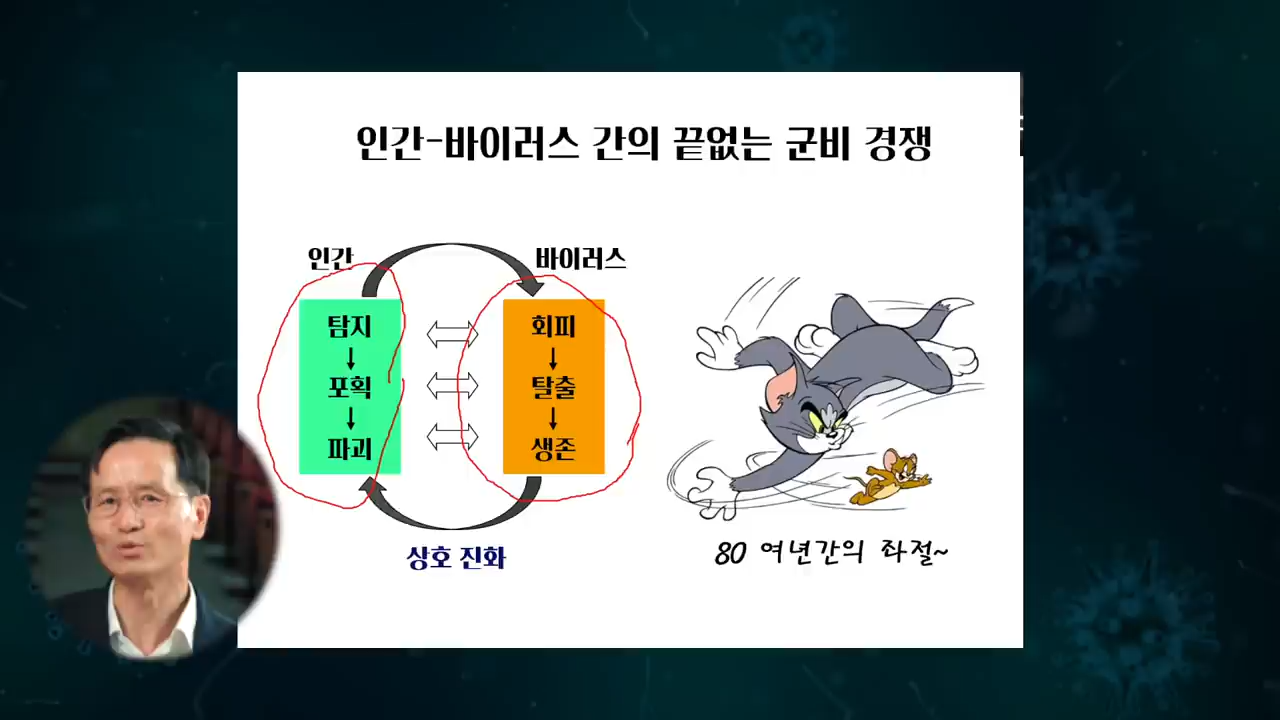 인간-바이러스 간의 끝없는 군비 경쟁
인간
바이러스
탐지
↓
포획
↓
파괴
회피
↓
탈출
↓
생존
상호 진화
80 여년간의 좌절~